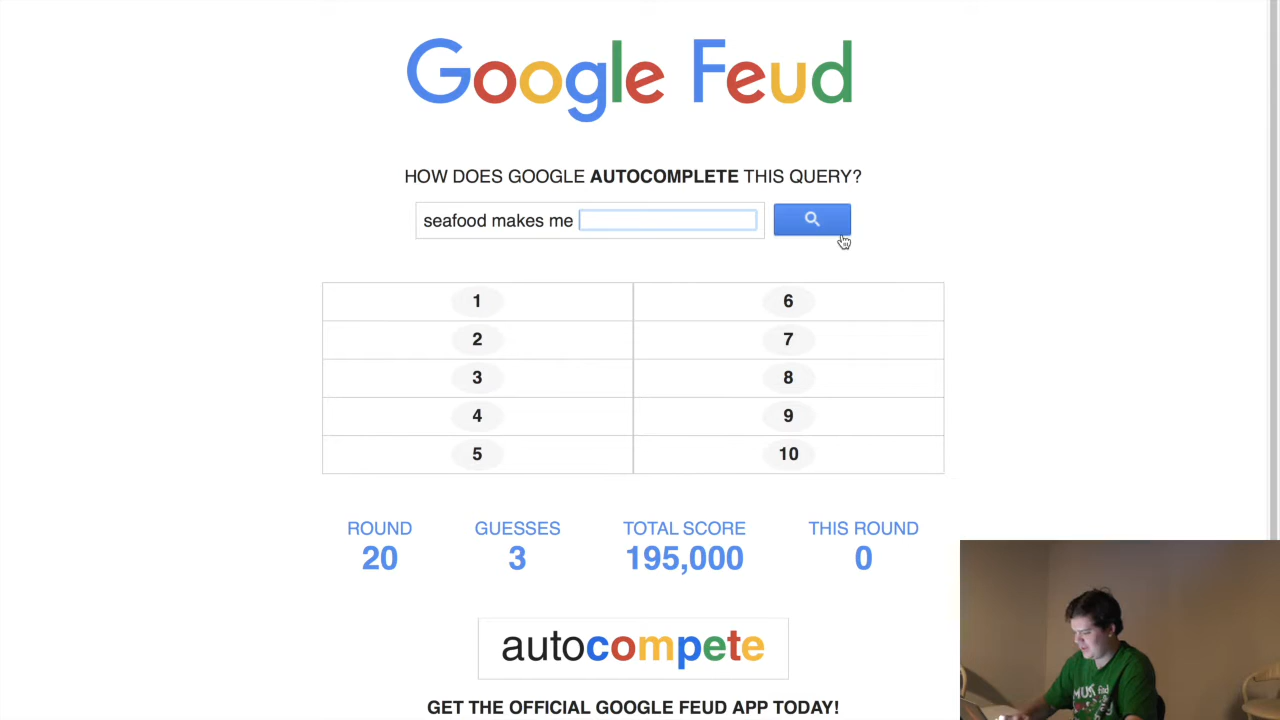 Google Feud
HOW DOES GOOGLE AUTOCOMPLETE THIS QUERY?
seafood makes me
1 6
2 7
3 8
4 9
5 10
ROUND GUESSES TOTAL SCORE THIS ROUND
20 3 195,000 0
autocompete
GET THE OFFICIAL GOOGLE FEUD APP TODAY!
find